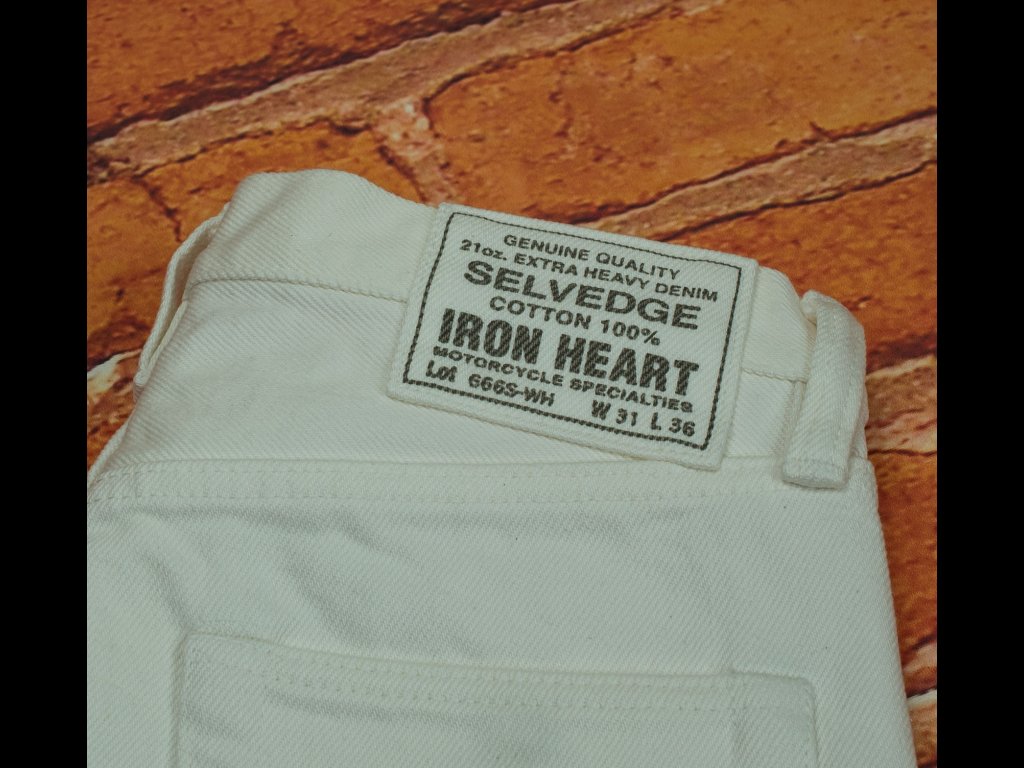 GENUINE QUALITY
21oz. EXTRA HEAVY DENIM
SELVEDGE
COTTON 100%
IRON HEART
MOTORCYCLE SPECIALTIES
Lot 666S-WH W 31 L 36